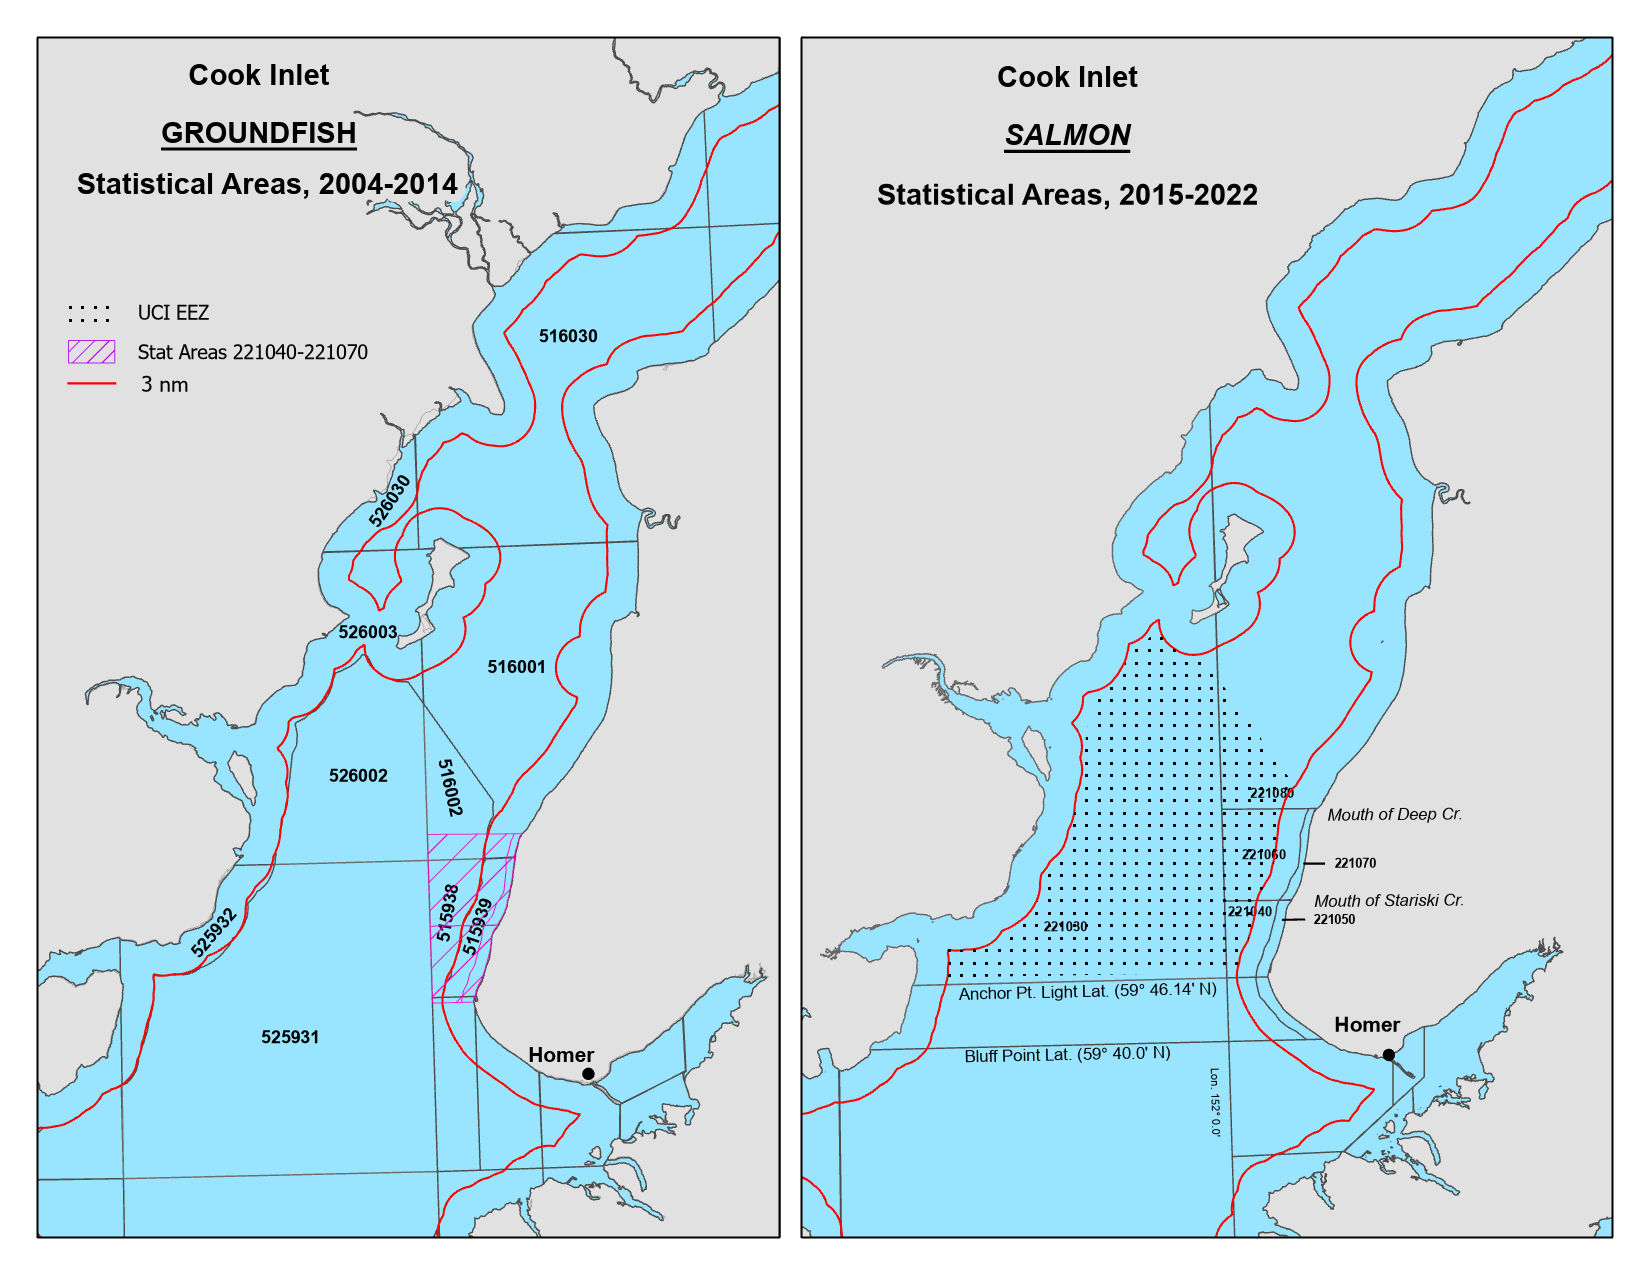 Cook Inlet
GROUNDFISH
Statistical Areas, 2004-2014
UCI EEZ
Stat Areas 221040-221070
3 nm
516030
526030
526003
516001
526002
516002
515938
515939
525932
525931
Homer
Cook Inlet
SALMON
Statistical Areas, 2015-2022
221080
Mouth of Deep Cr.
221060
221070
Mouth of Stariski Cr.
221040
221050
221030
Anchor Pt. Light Lat. (59° 46.14' N)
Homer
Bluff Point Lat. (59° 40.0' N)
Lon. 152° 0.0'